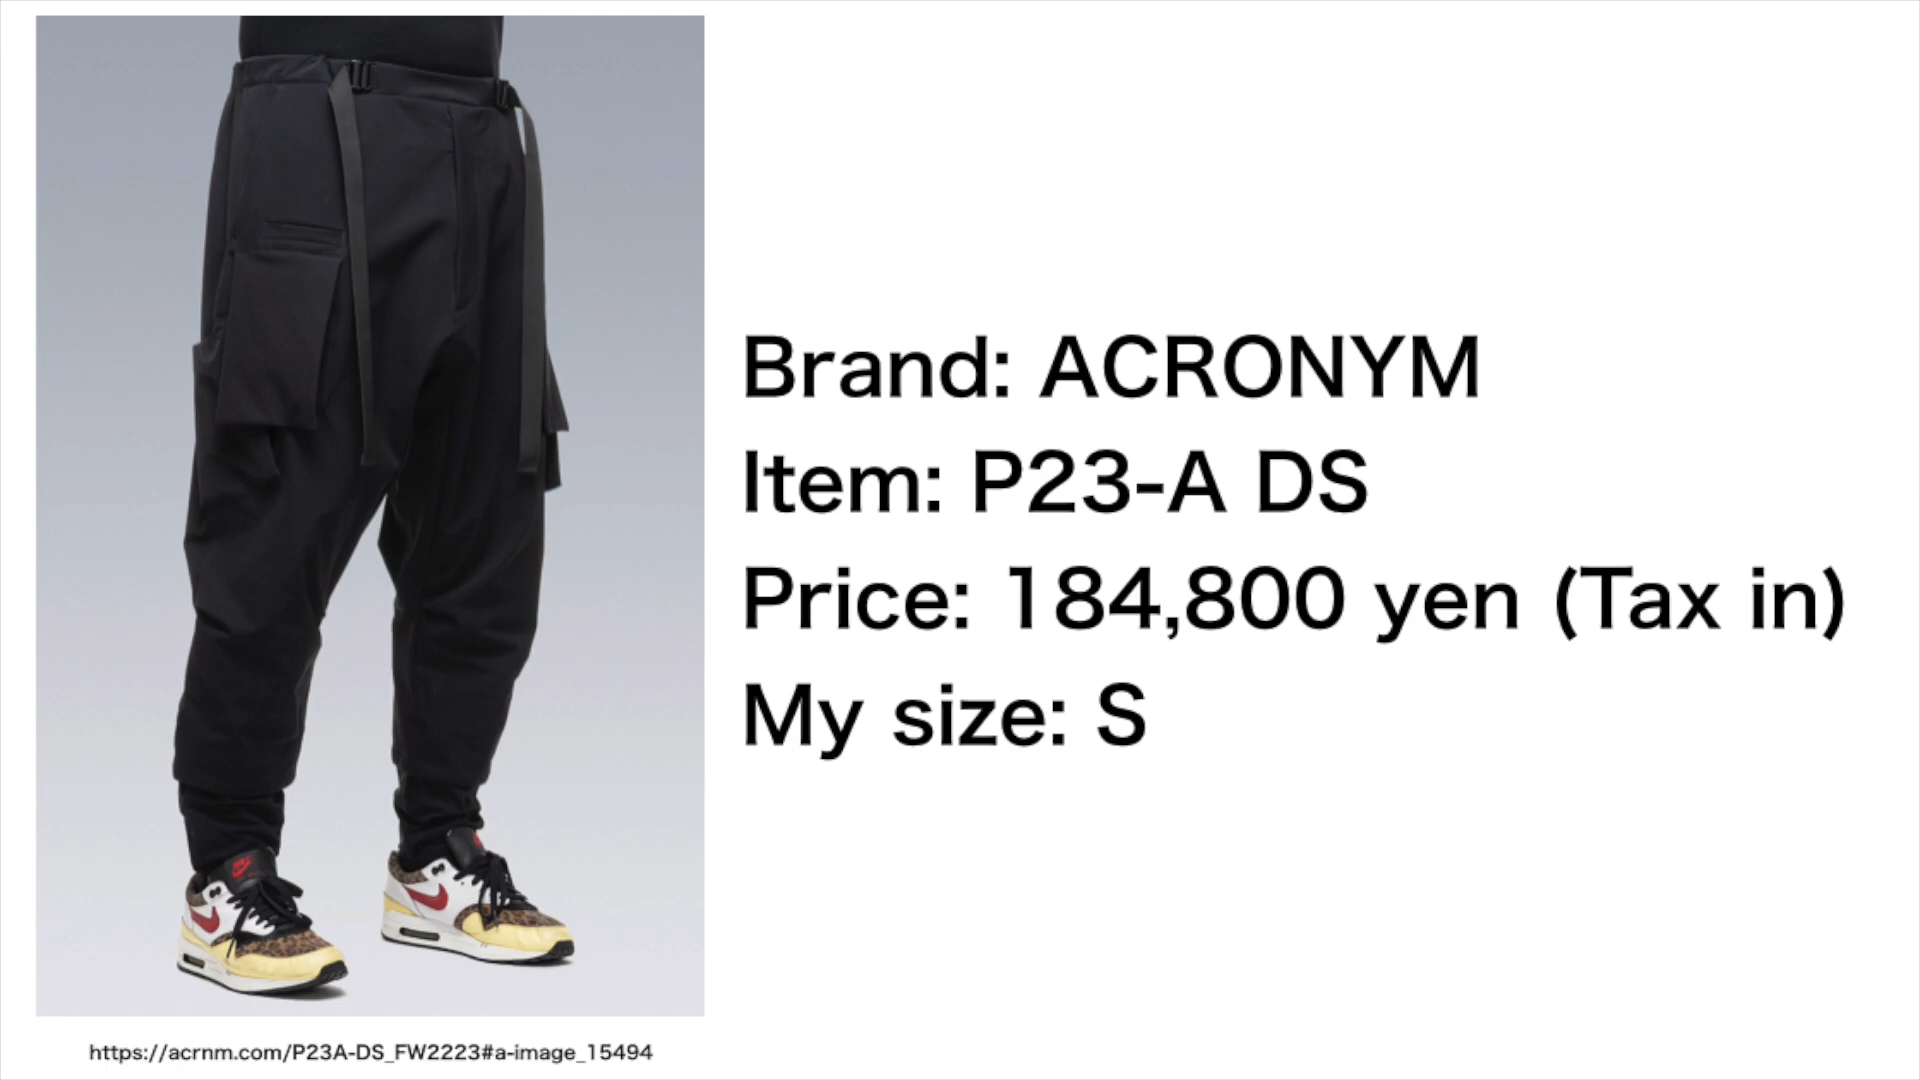 Brand: ACRONYM
Item: P23-A DS
Price: 184,800 yen (Tax in)
My size: S
https://acrnm.com/P23A-DS_FW2223#a-image_15494